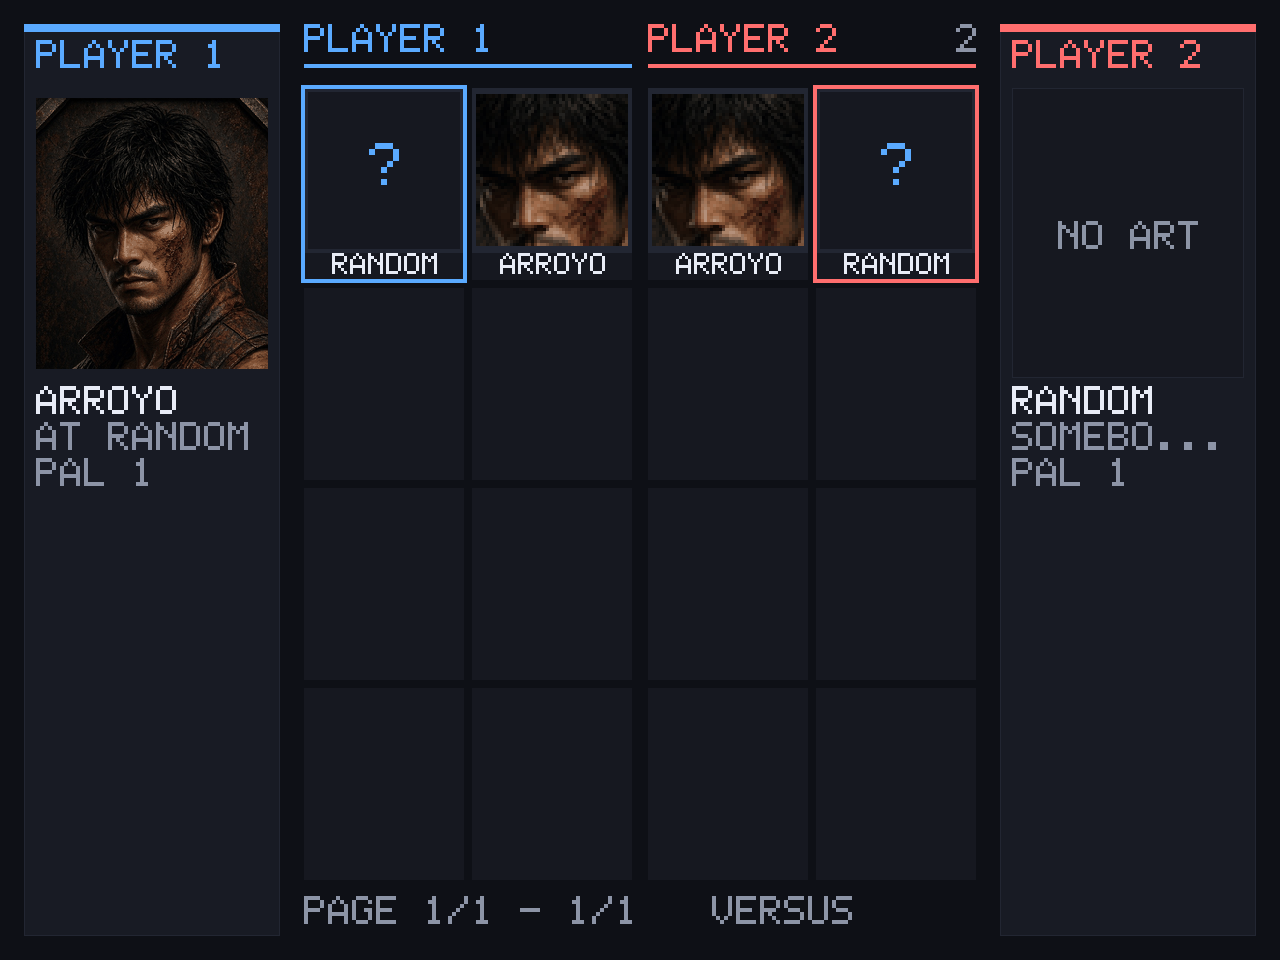 PLAYER 1
ARROYO
AT RANDOM
PAL 1
PLAYER 1
PLAYER 2 2
? ?
RANDOM ARROYO ARROYO RANDOM
PAGE 1/1 - 1/1 VERSUS
PLAYER 2
NO ART
RANDOM
SOMEBO...
PAL 1